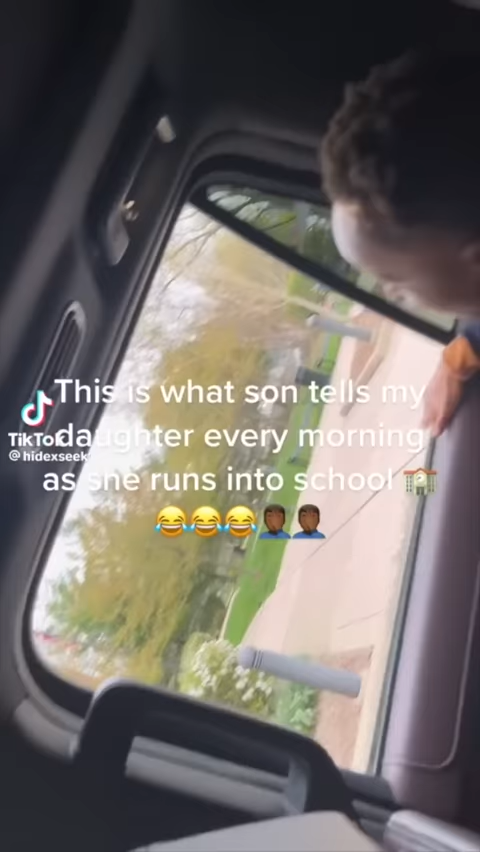 This is what son tells my
daughter every morning
as she runs into school 🏫
😂😂😂🤦🏾‍♂️🤦🏾‍♂️
TikTok
@hidexseek